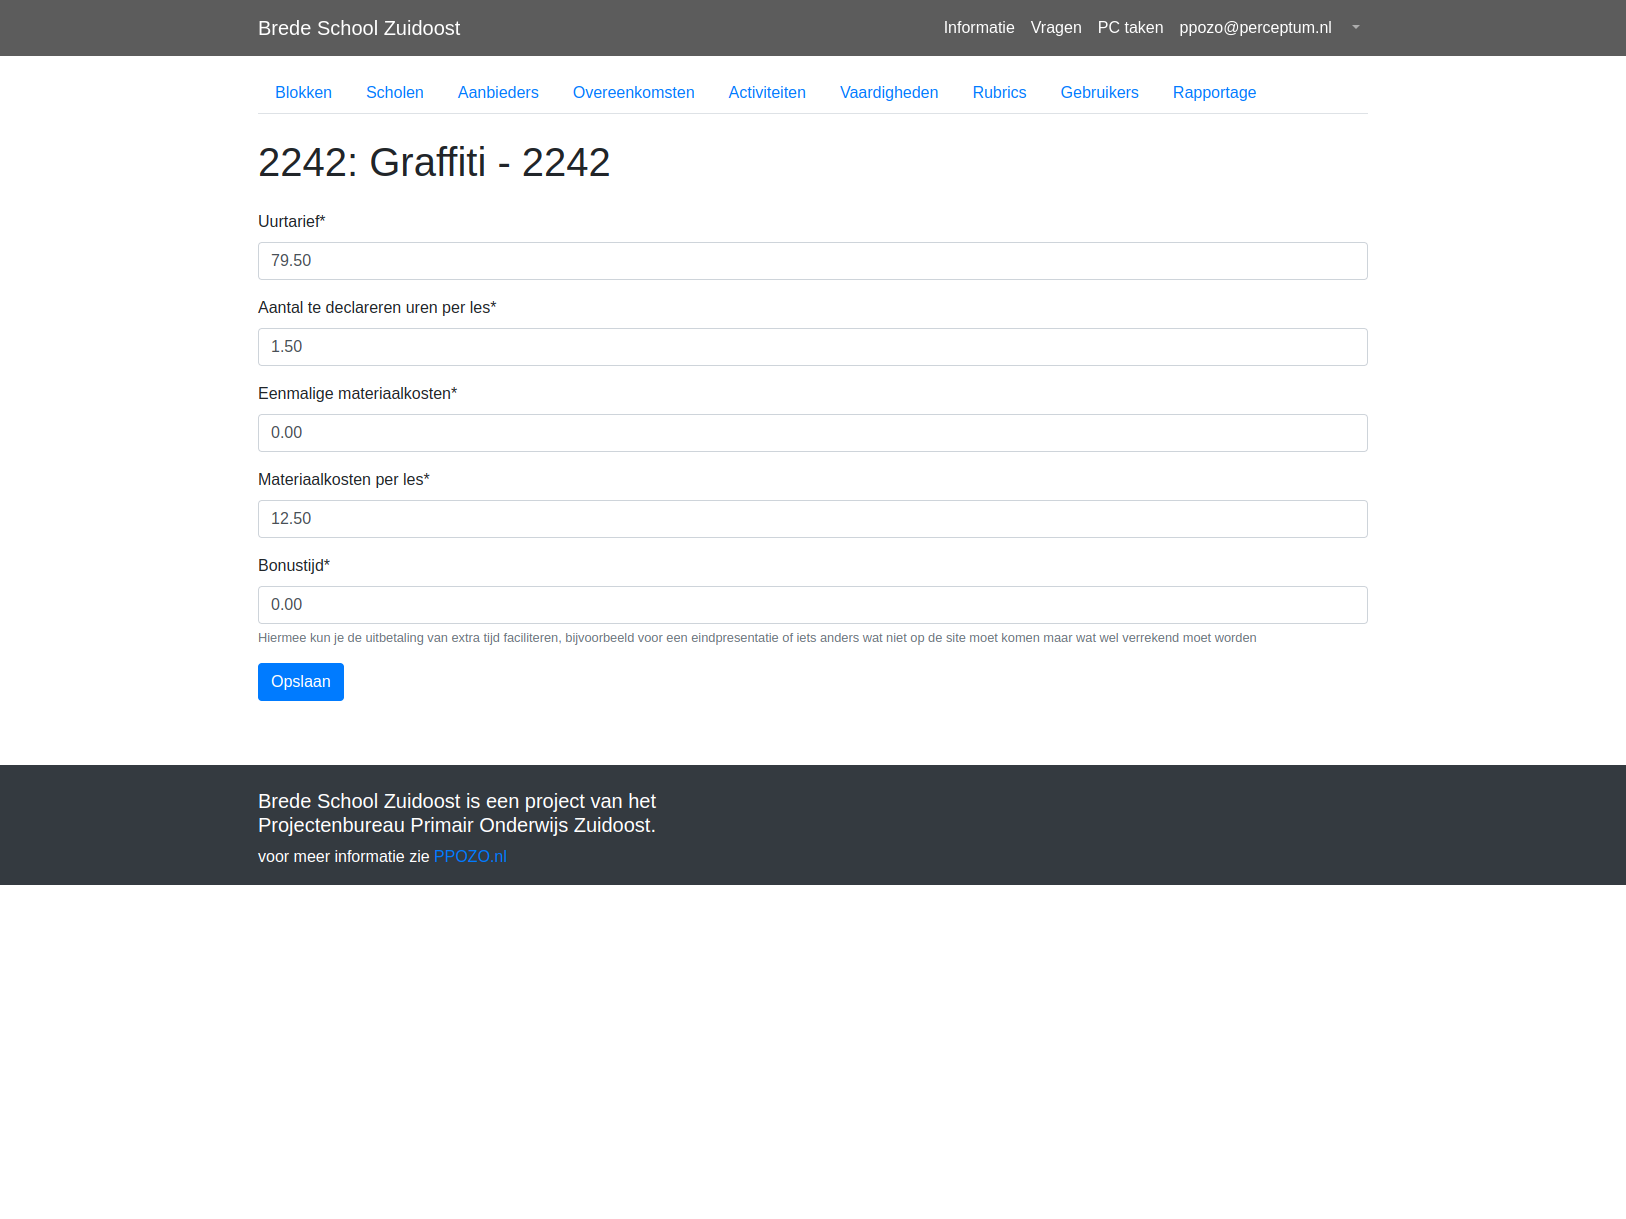 Brede School Zuidoost
Informatie Vragen PC taken ppozo@perceptum.nl
Blokken Scholen Aanbieders Overeenkomsten Activiteiten Vaardigheden Rubrics Gebruikers Rapportage
2242: Graffiti - 2242
Uurtarief*
79.50
Aantal te declareren uren per les*
1.50
Eenmalige materiaalkosten*
0.00
Materiaalkosten per les*
12.50
Bonustijd*
0.00
Hiermee kun je de uitbetaling van extra tijd faciliteren, bijvoorbeeld voor een eindpresentatie of iets anders wat niet op de site moet komen maar wat wel verrekend moet worden
Opslaan
Brede School Zuidoost is een project van het
Projectenbureau Primair Onderwijs Zuidoost.
voor meer informatie zie PPOZO.nl